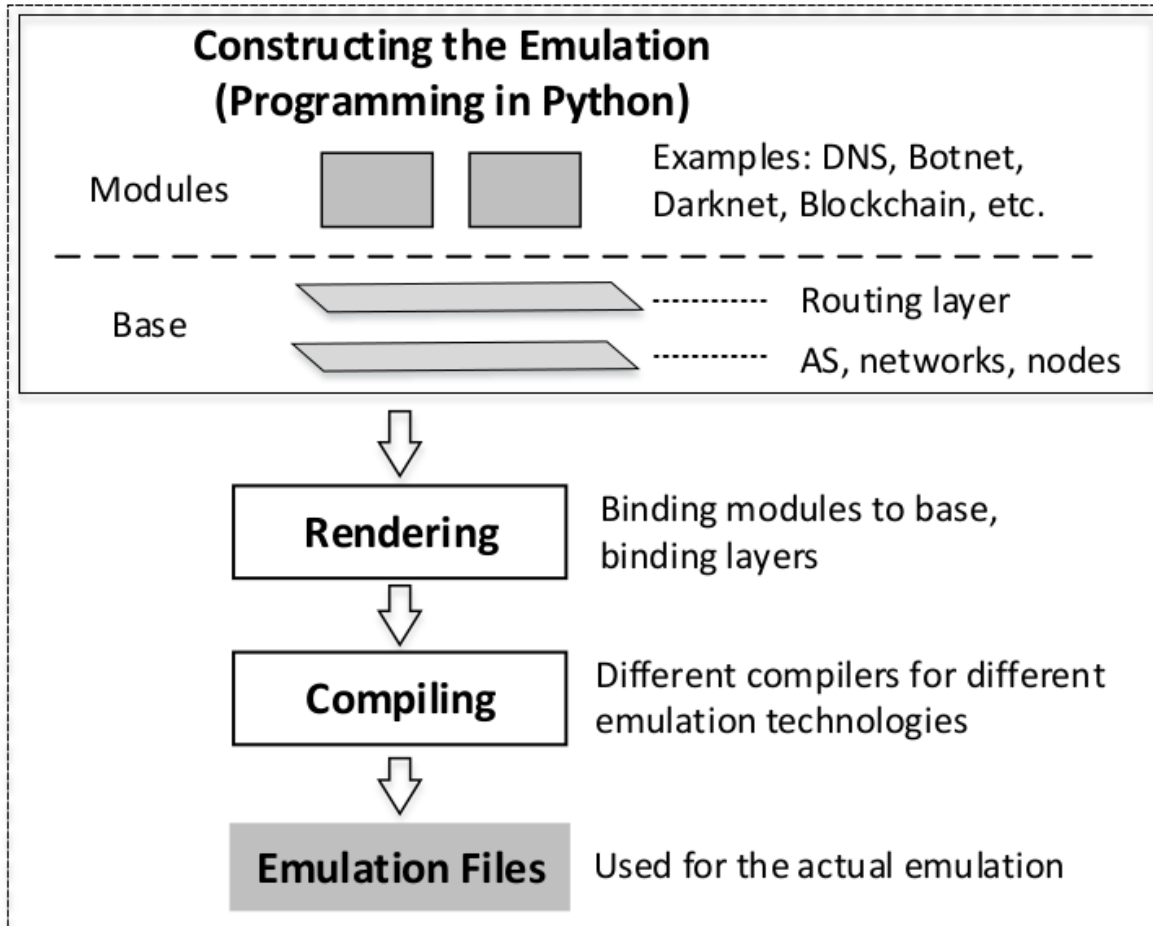 Constructing the Emulation
(Programming in Python)
Modules
Examples: DNS, Botnet,
Darknet, Blockchain, etc.
Base
Routing layer
AS, networks, nodes
Rendering
Binding modules to base,
binding layers
Compiling
Different compilers for different
emulation technologies
Emulation Files
Used for the actual emulation